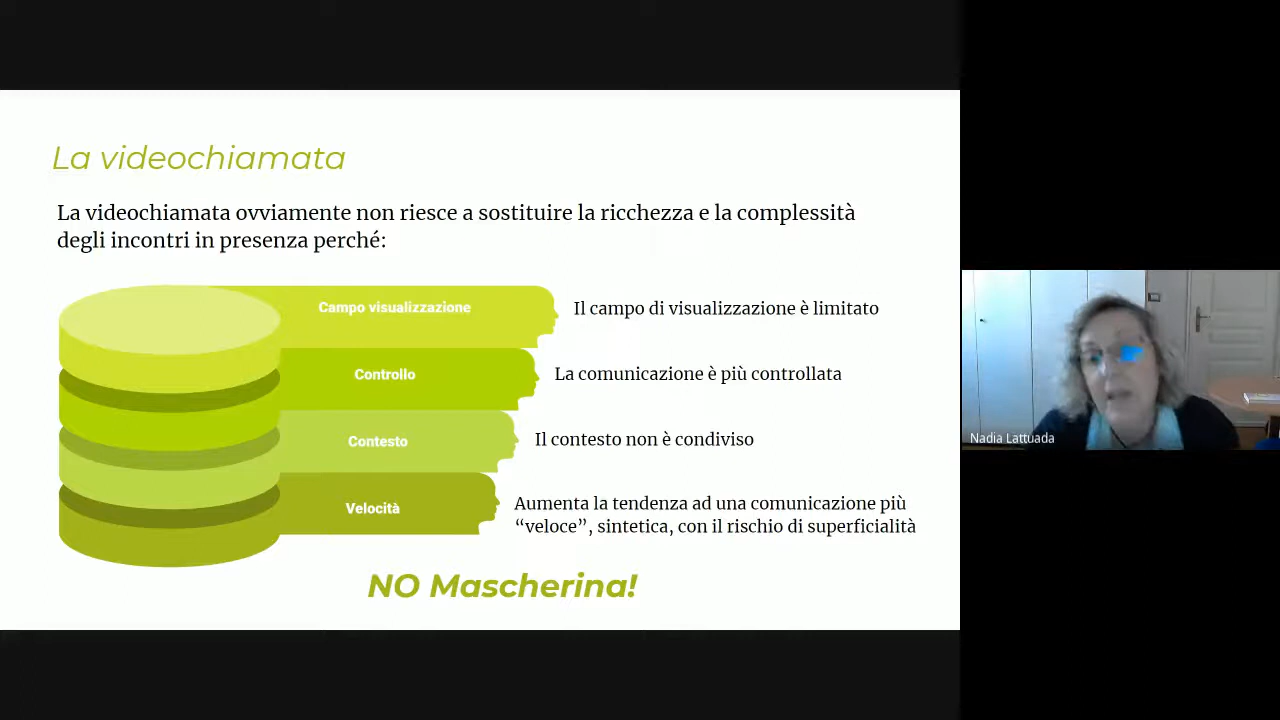 La videochiamata
La videochiamata ovviamente non riesce a sostituire la ricchezza e la complessità
degli incontri in presenza perché:
Campo visualizzazione
Il campo di visualizzazione è limitato
Controllo
La comunicazione è più controllata
Contesto
Il contesto non è condiviso
Velocità
Aumenta la tendenza ad una comunicazione più
“veloce”, sintetica, con il rischio di superficialità
NO Mascherina!
Nadia Lattuada